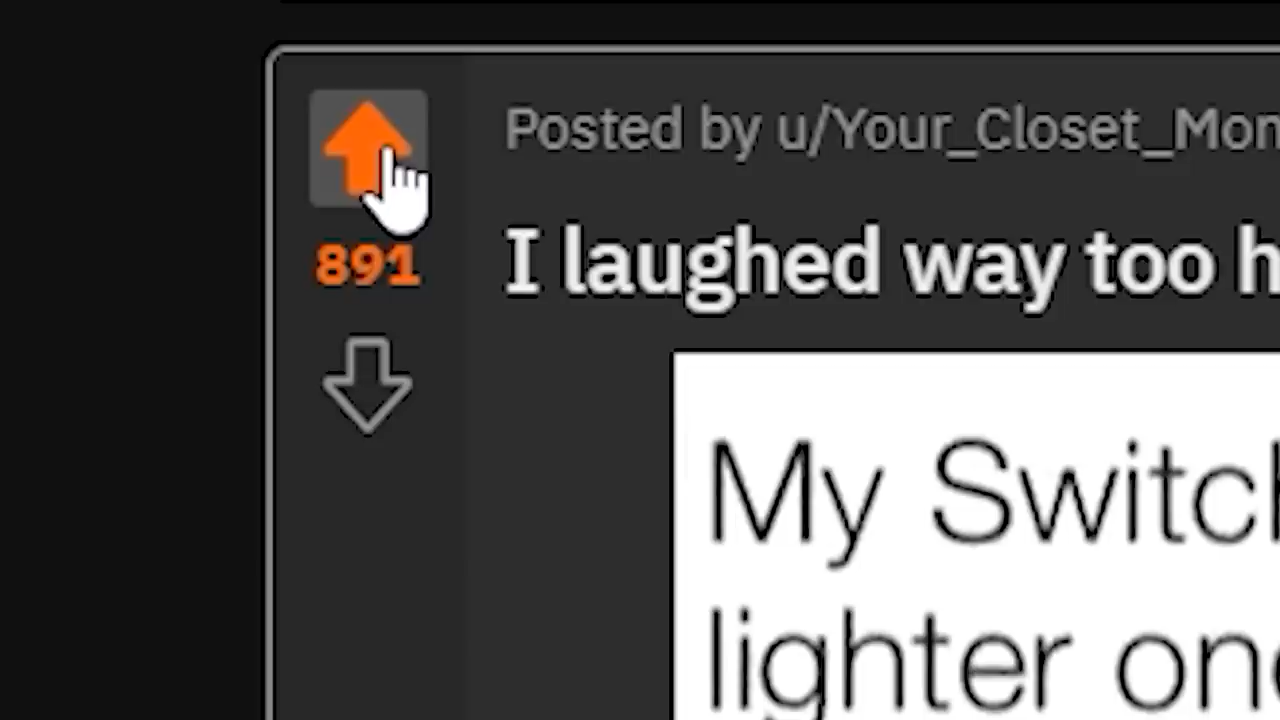 Posted by u/Your_Closet_Mon
891
I laughed way too h
My Switch
lighter one